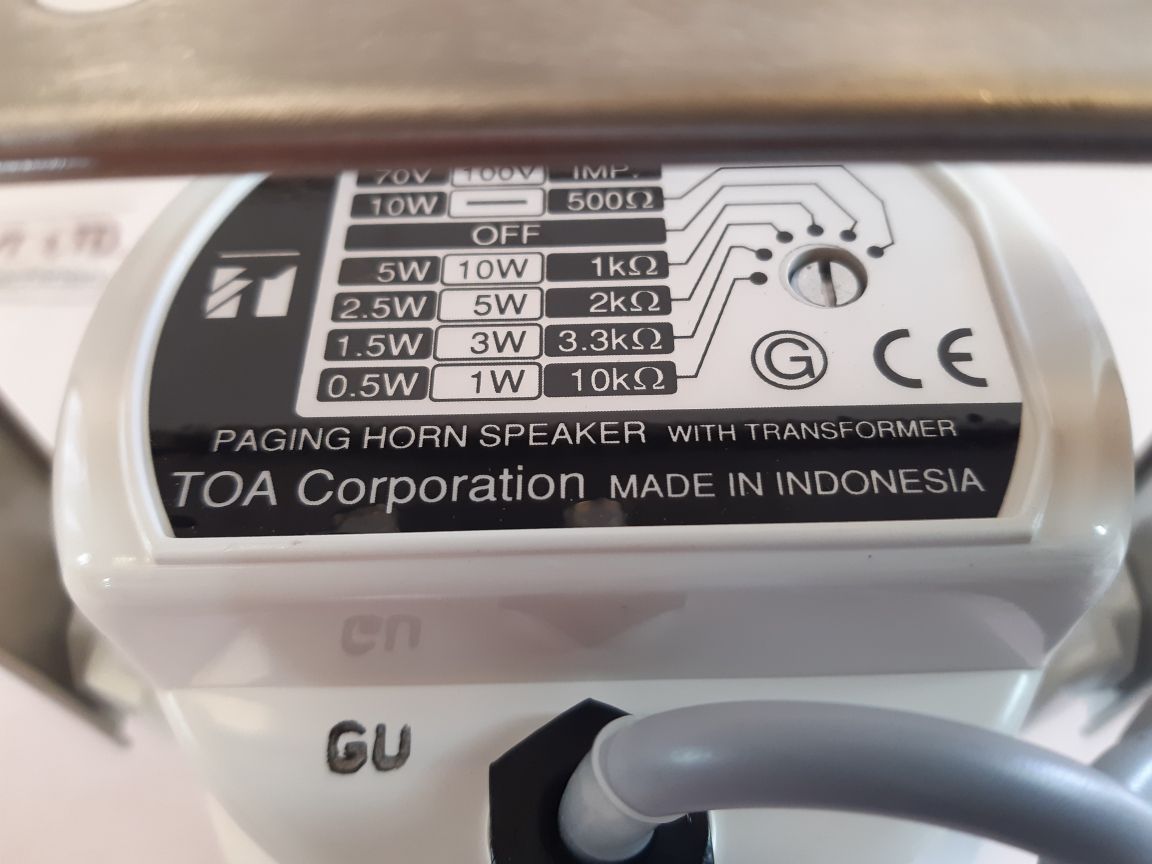 70V 100V IMP.
10W — 500Ω
OFF
5W 10W 1kΩ
2.5W 5W 2kΩ
1.5W 3W 3.3kΩ
0.5W 1W 10kΩ
G CE
PAGING HORN SPEAKER WITH TRANSFORMER
TOA Corporation MADE IN INDONESIA
GU